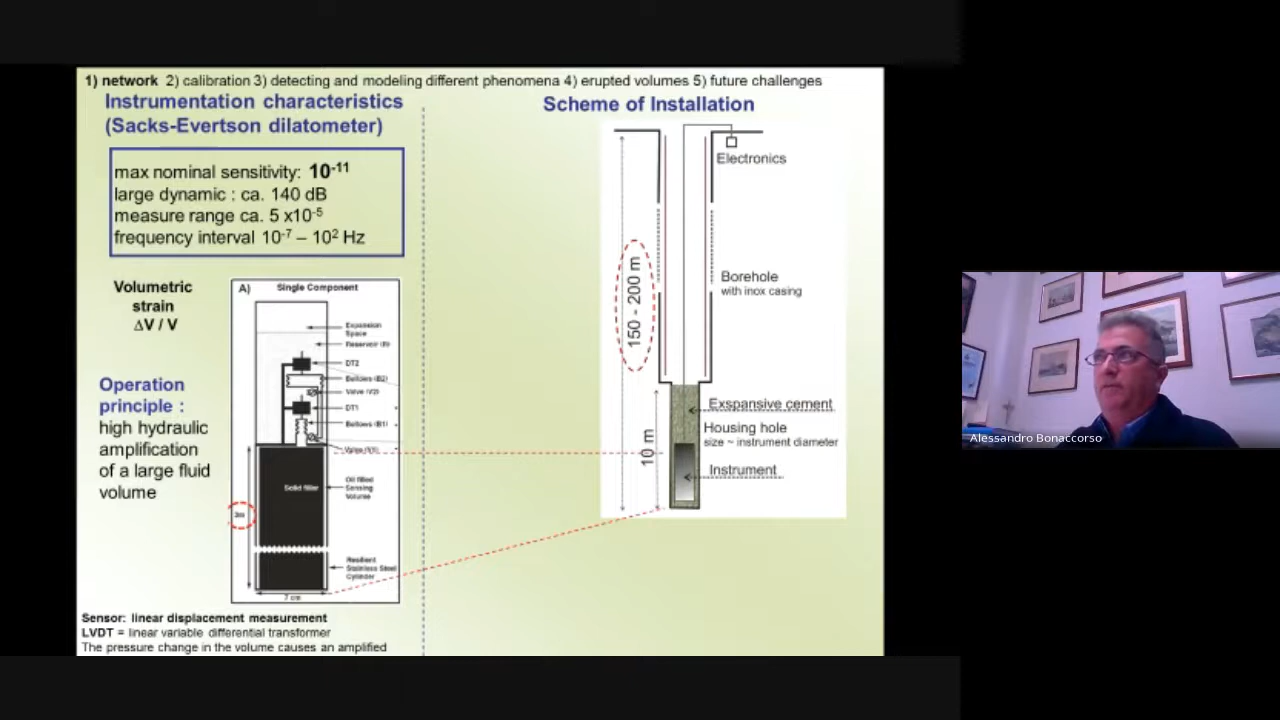 1) network 2) calibration 3) detecting and modeling different phenomena 4) erupted volumes 5) future challenges
Instrumentation characteristics
(Sacks-Evertson dilatometer)
max nominal sensitivity: 10-11
large dynamic : ca. 140 dB
measure range ca. 5 x10-5
frequency interval 10-7 – 102 Hz
Volumetric
strain
ΔV / V
Operation
principle :
high hydraulic
amplification
of a large fluid
volume
A) Single Component
Expansion
Space
Reservoir (R)
DT2
Bellows (B2)
Valve (V2)
DT1
Bellows (B1)
Valve (V1)
Solid filler
Oil filled
Sensing
Volume
3m
Resilient
Stainless Steel
Cylinder
7 cm
Sensor: linear displacement measurement
LVDT = linear variable differential transformer
The pressure change in the volume causes an amplified
Scheme of Installation
Electronics
150 - 200 m
Borehole
with inox casing
Exspansive cement
Housing hole
size ~ instrument diameter
10 m
Instrument
Alessandro Bonaccorso